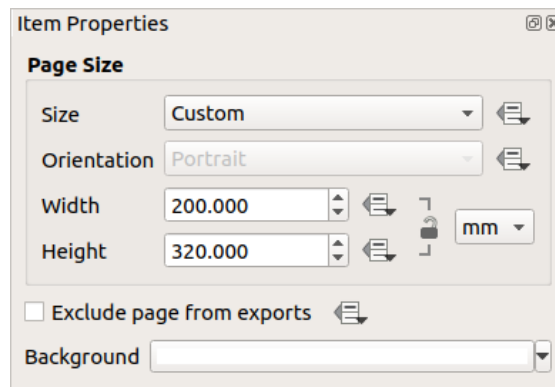 Item Properties
Page Size
Size Custom
Orientation Portrait
Width 200.000
mm
Height 320.000
Exclude page from exports
Background